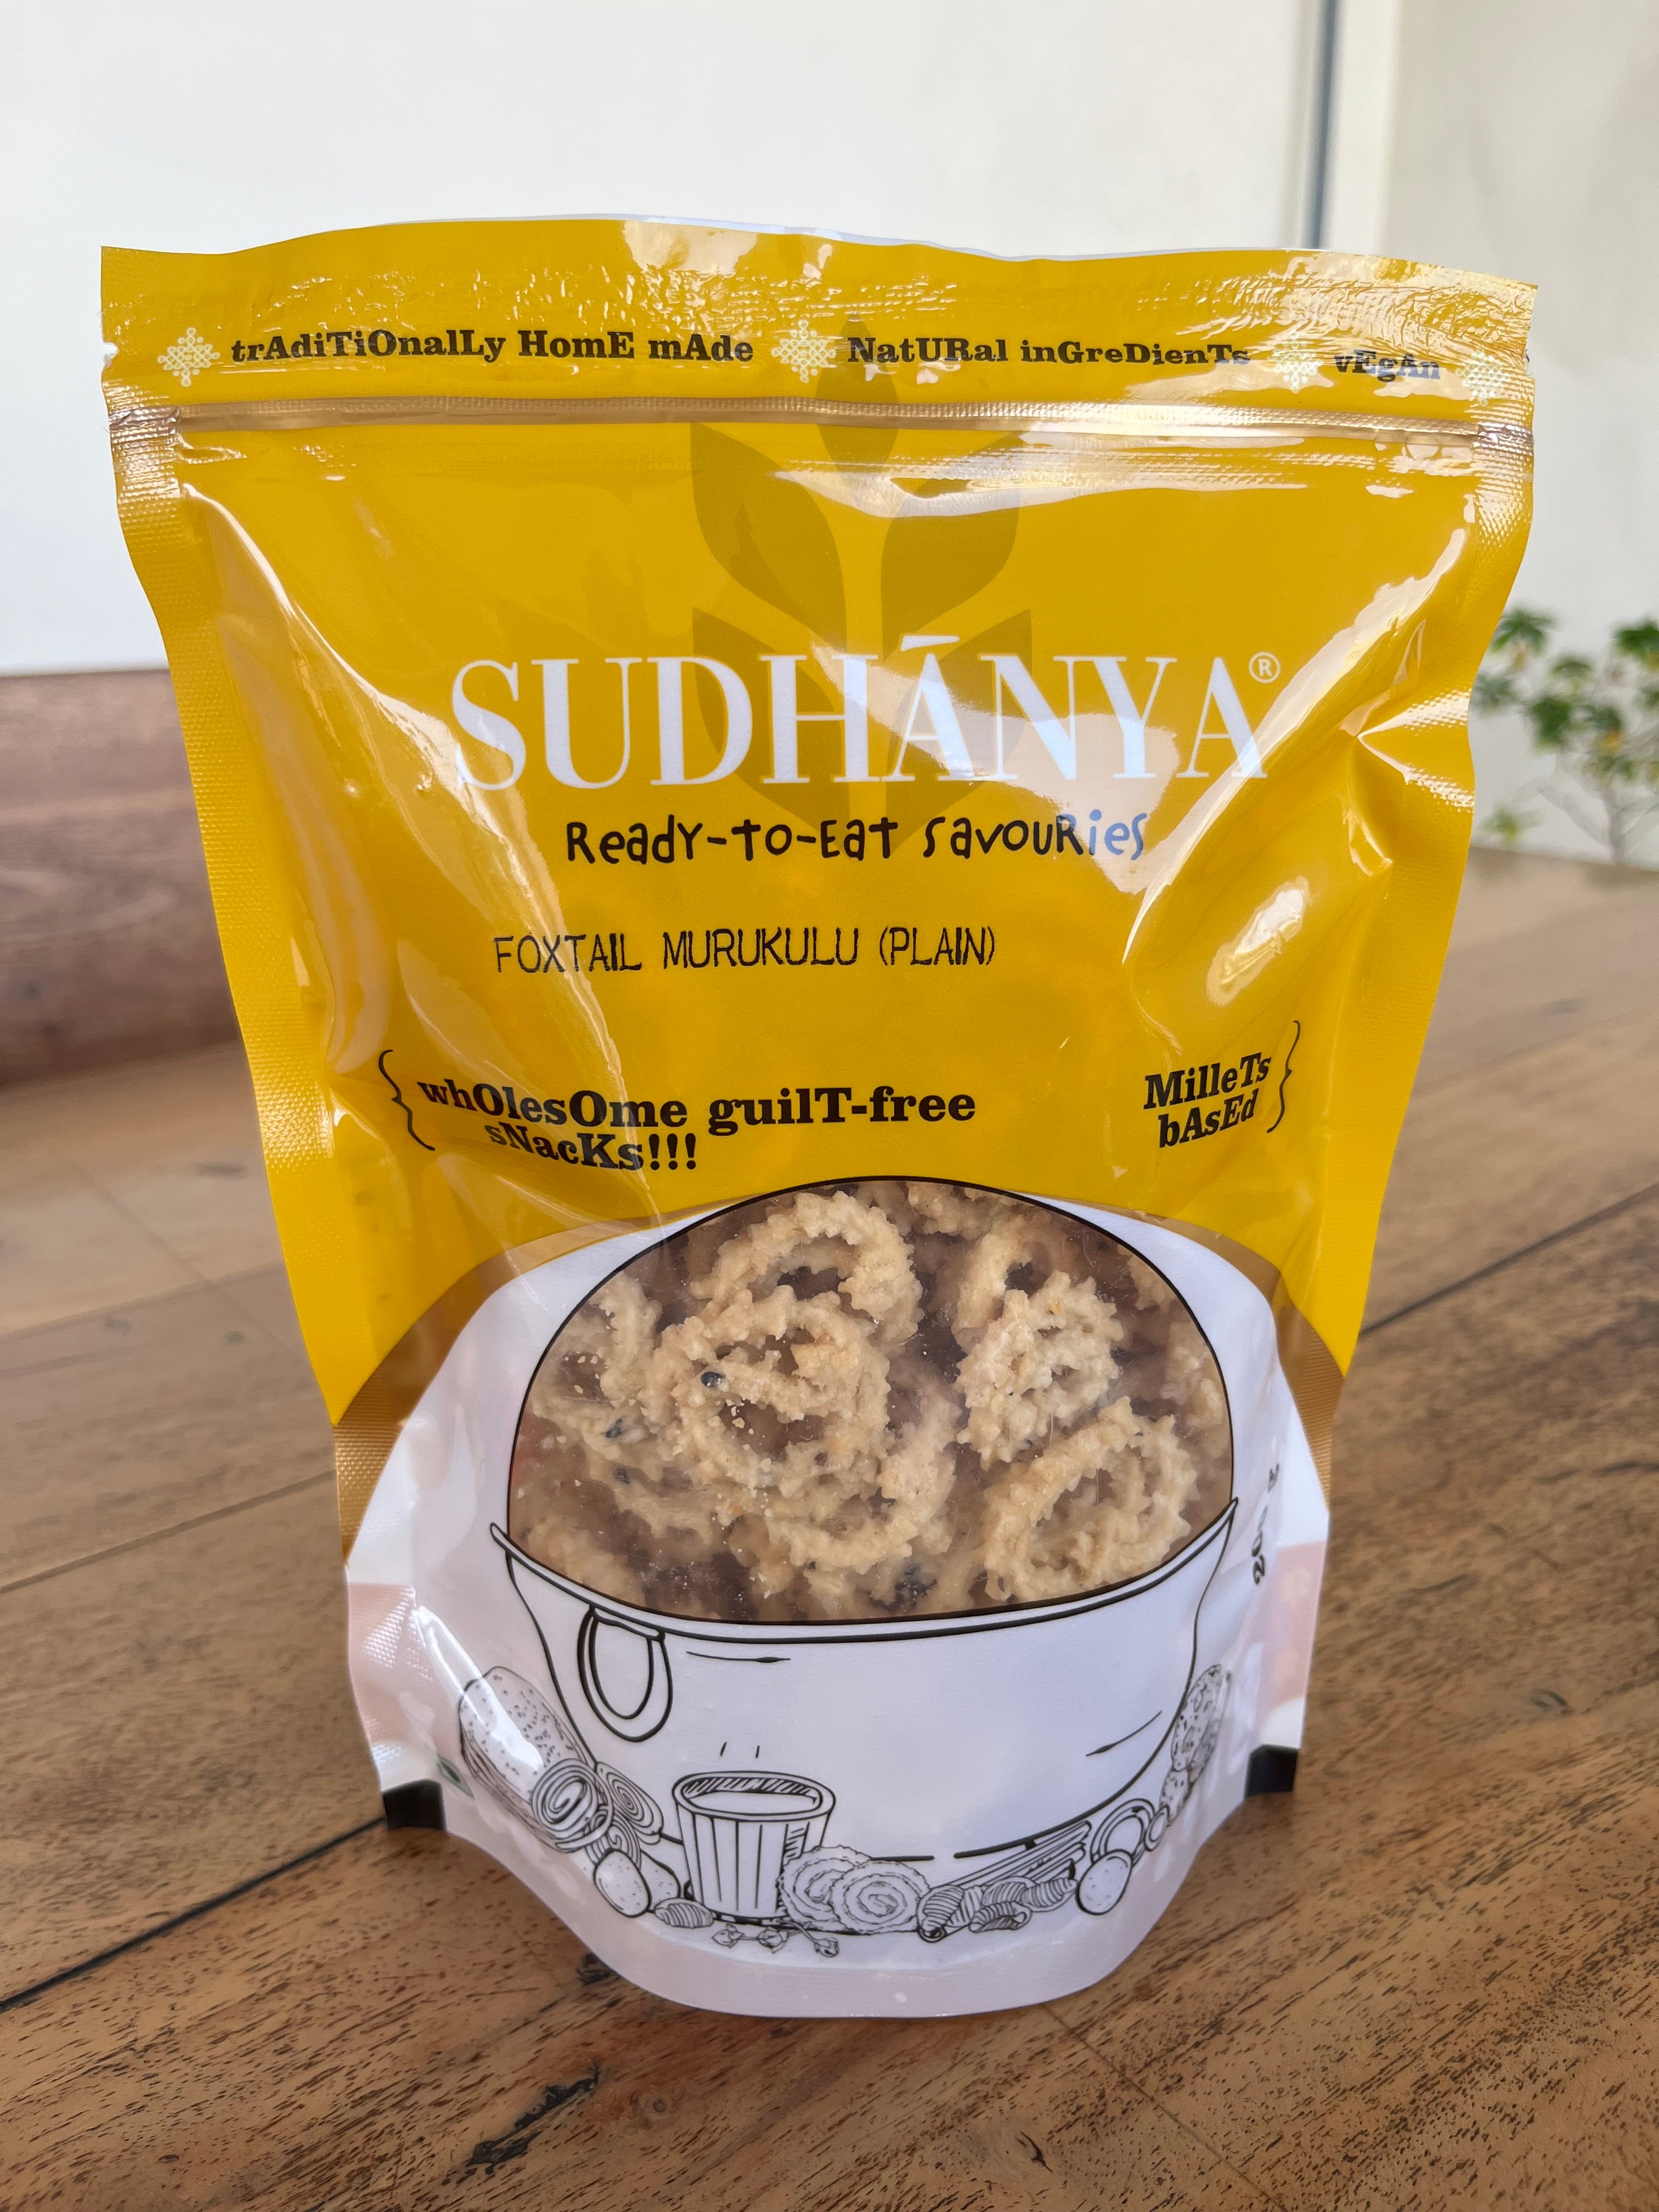 trAdiTiOnalLy HomE mAde NatURal inGreDienTs vEgAn
SUDHĀNYA®
Ready-to-Eat SavouRies
FOXTAIL MURUKULU (PLAIN)
whOlesOme guilT-free
sNacKs!!!
MilleTs
bAsEd